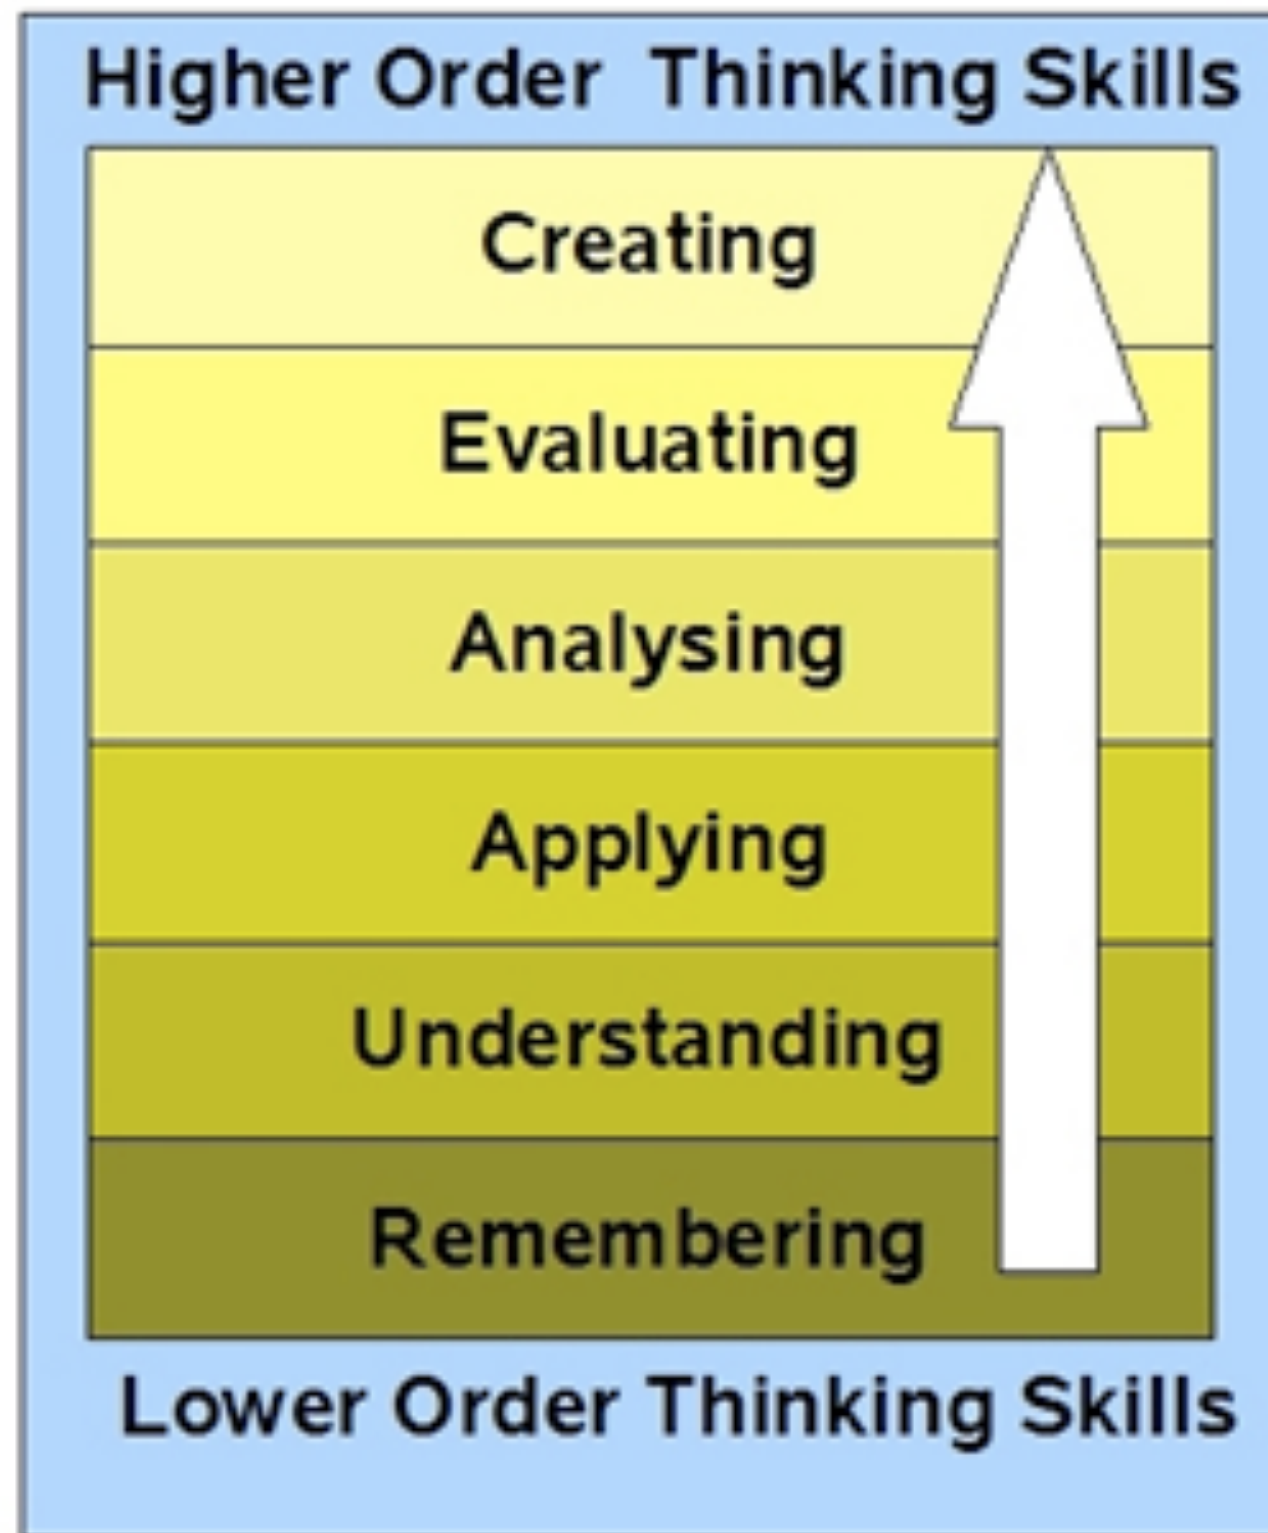 Higher Order Thinking Skills
Creating
Evaluating
Analysing
Applying
Understanding
Remembering
Lower Order Thinking Skills